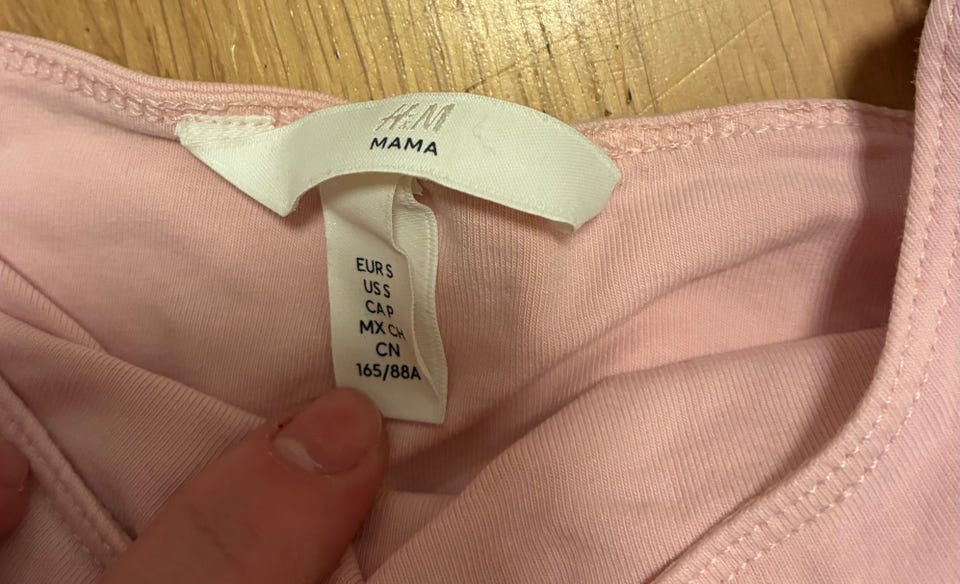 H&M
MAMA
EUR S
US S
CA P
MX CH
CN
165/88A